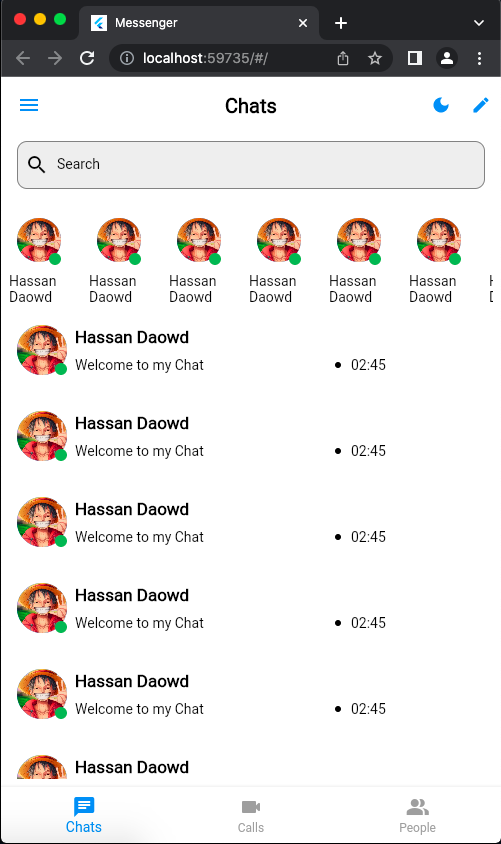 Messenger
localhost:59735/#/
Chats
Search
Hassan Hassan Hassan Hassan Hassan Hassan
Daowd Daowd Daowd Daowd Daowd Daowd
Hassan Daowd
Welcome to my Chat 02:45
Hassan Daowd
Welcome to my Chat 02:45
Hassan Daowd
Welcome to my Chat 02:45
Hassan Daowd
Welcome to my Chat 02:45
Hassan Daowd
Welcome to my Chat 02:45
Hassan Daowd
Chats Calls People